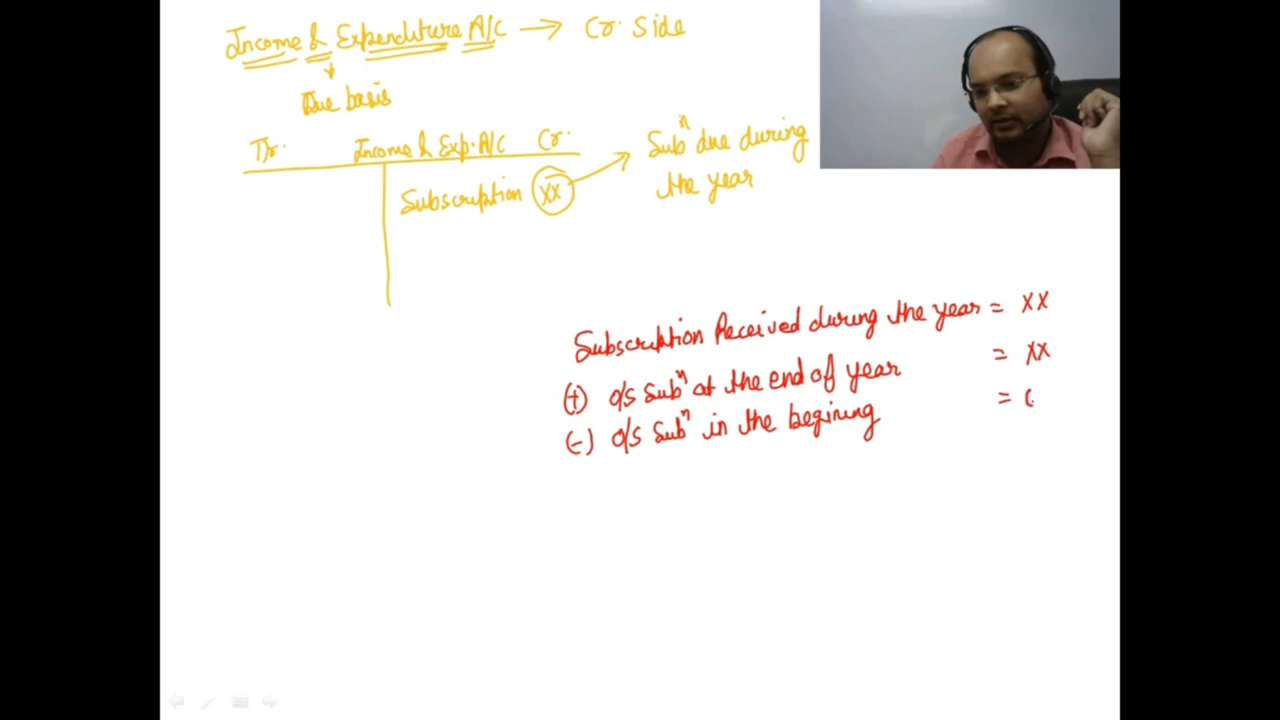 Income & Expenditure A/C → Cr. Side
Due basis
Dr. Income & Exp. A/C Cr.
Subscription XX
Subⁿ due during
the year
Subscription Received during the year = XX
(+) o/s Subⁿ at the end of year = XX
(-) o/s Subⁿ in the begining = (